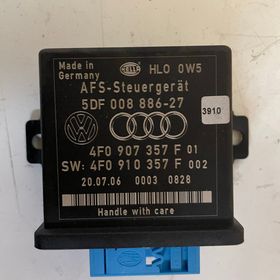 Made in
Germany
HELLA
HLO 0W5
AFS-Steuergerät
5DF 008 886-27
3910
4F0 907 357 F 01
SW: 4F0 910 357 F 002
20.07.06 0003 0828
Handle with care